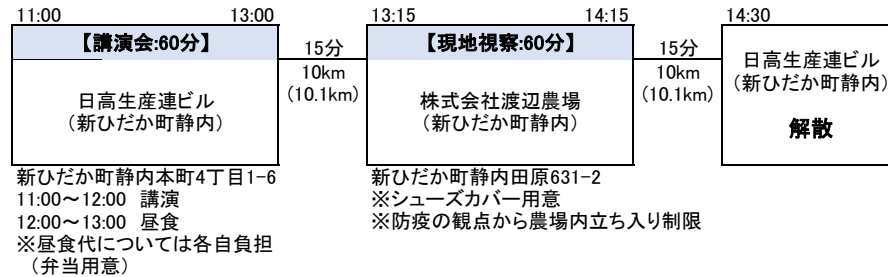 11:00 13:00 13:15 14:15 14:30
【講演会:60分】 15分 【現地視察:60分】 15分
10km 10km
(10.1km) (10.1km)
日高生産連ビル
(新ひだか町静内)
株式会社渡辺農場
(新ひだか町静内)
日高生産連ビル
(新ひだか町静内)
解散
新ひだか町静内本町4丁目1-6
11:00～12:00 講演
12:00～13:00 昼食
※昼食代については各自負担
(弁当用意)
新ひだか町静内田原631-2
※シューズカバー用意
※防疫の観点から農場内立ち入り制限